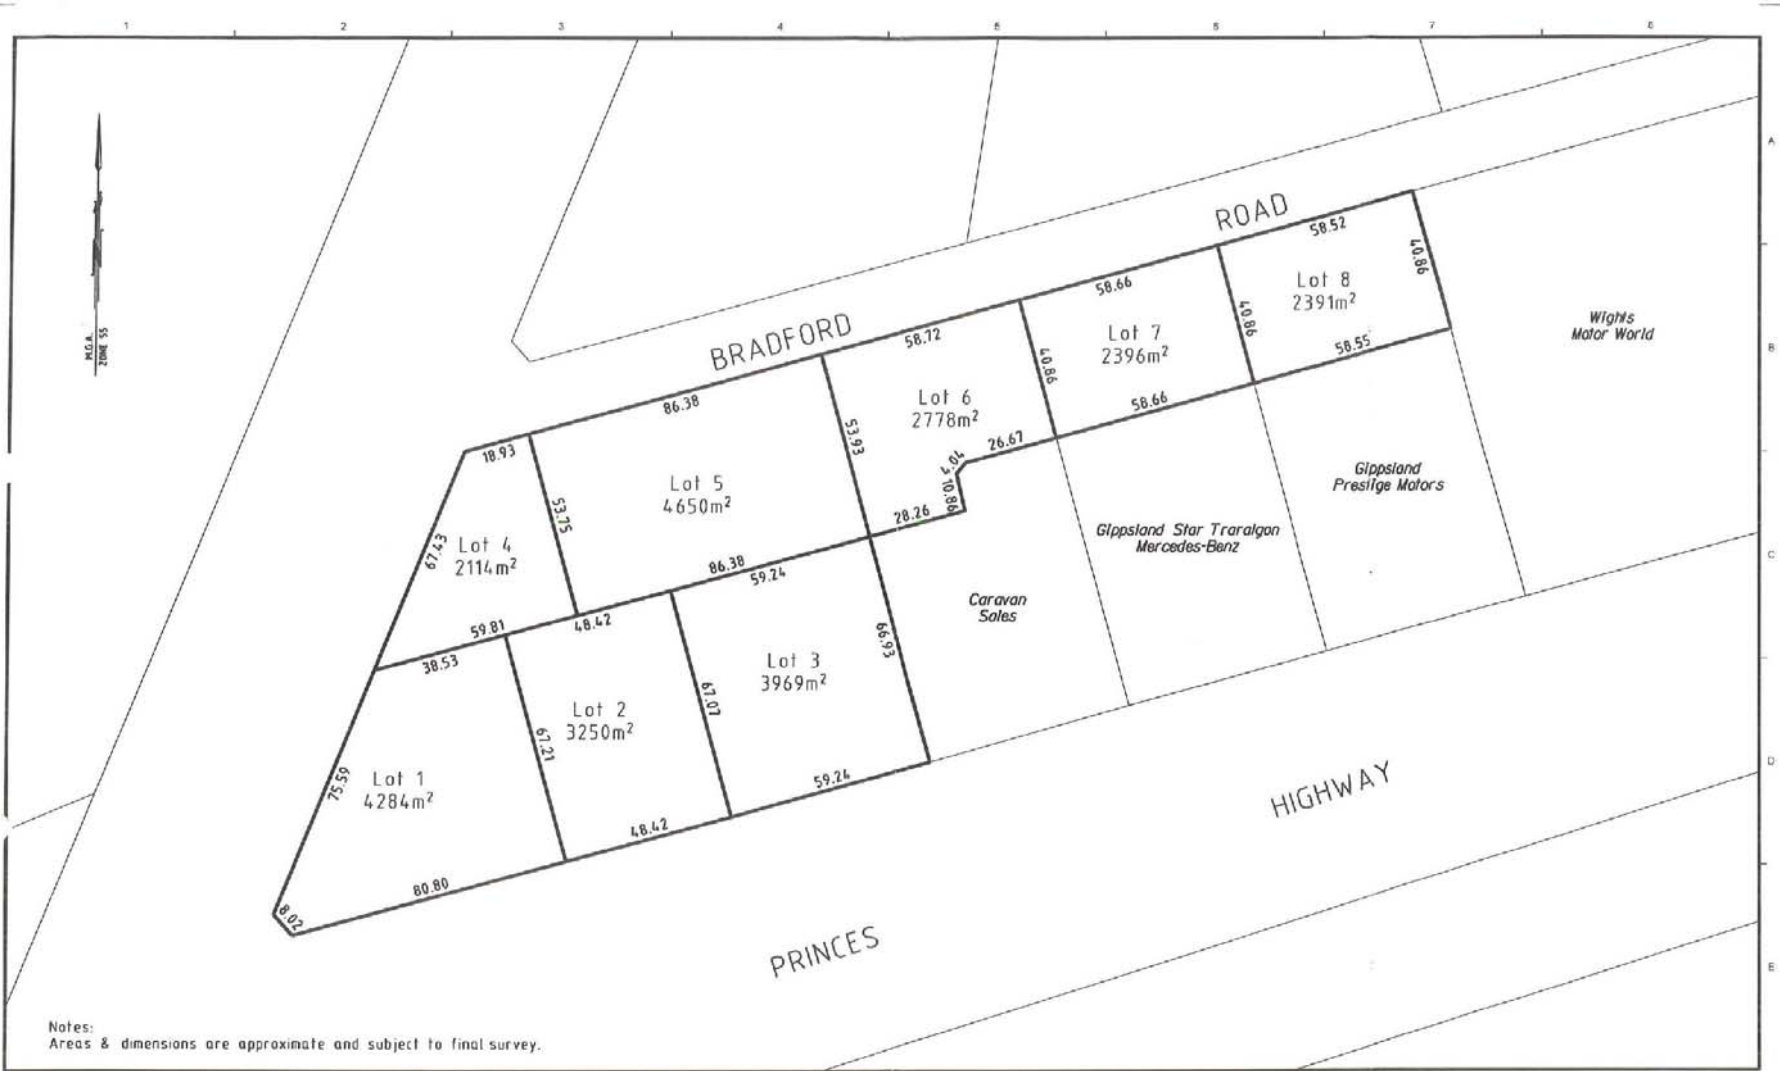 1 2 3 4 5 6 7 8
A
B
C
D
E
M.G.A.
ZONE 55
BRADFORD ROAD
58.52
40.86
Lot 8
2391m²
40.86
58.55
58.66
Lot 7
2396m²
40.86
58.66
58.72
Lot 6
2778m²
53.93
26.67
10.86
28.26
86.38
Lot 5
4650m²
53.75
86.38
18.93
67.43
Lot 4
2114m²
59.81
38.53
48.42
59.24
Lot 3
3969m²
66.93
67.07
59.24
Lot 2
3250m²
67.21
48.42
Lot 1
4284m²
75.59
80.80
8.02
Wights
Motor World
Gippsland
Prestige Motors
Gippsland Star Traralgon
Mercedes-Benz
Caravan
Sales
PRINCES HIGHWAY
Notes:
Areas & dimensions are approximate and subject to final survey.